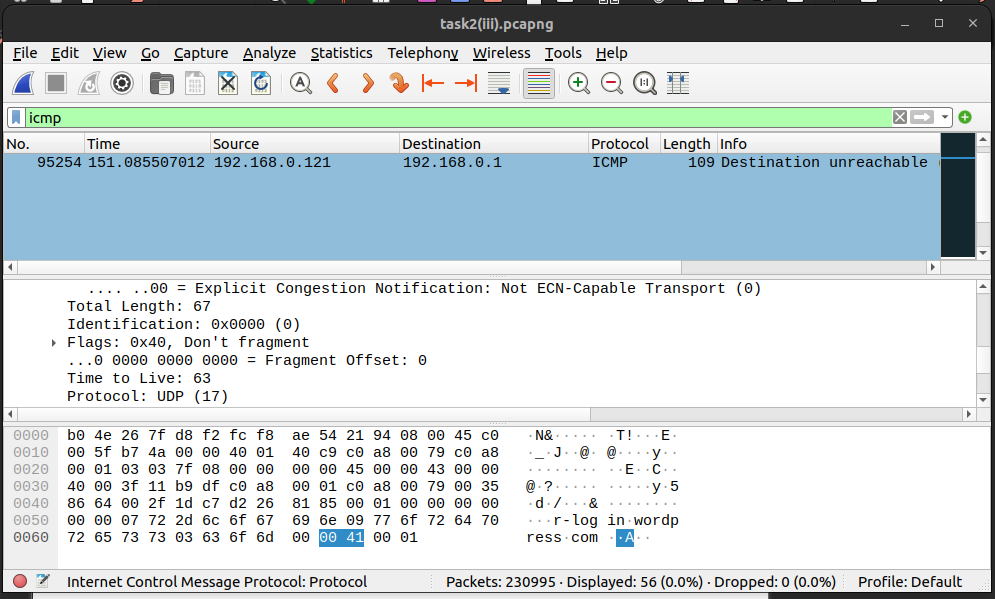 task2(iii).pcapng
File Edit View Go Capture Analyze Statistics Telephony Wireless Tools Help
icmp
No. Time Source Destination Protocol Length Info
95254 151.085507012 192.168.0.121 192.168.0.1 ICMP 109 Destination unreachable (
.... ..00 = Explicit Congestion Notification: Not ECN-Capable Transport (0)
Total Length: 67
Identification: 0x0000 (0)
Flags: 0x40, Don't fragment
...0 0000 0000 0000 = Fragment Offset: 0
Time to Live: 63
Protocol: UDP (17)
0000 b0 4e 26 7f d8 f2 fc f8 ae 54 21 94 08 00 45 c0 ·N&····· ·T!···E·
0010 00 5f b7 4a 00 00 40 01 40 c9 c0 a8 00 79 c0 a8 ·_·J··@· @····y··
0020 00 01 03 03 7f 08 00 00 00 00 45 00 00 43 00 00 ········ ··E··C··
0030 40 00 3f 11 b9 df c0 a8 00 01 c0 a8 00 79 00 35 @·?····· ·····y·5
0040 86 64 00 2f 1d c7 d2 26 81 85 00 01 00 00 00 00 ·d·/···& ········
0050 00 00 07 72 2d 6c 6f 67 69 6e 09 77 6f 72 64 70 ···r-log in·wordp
0060 72 65 73 73 03 63 6f 6d 00 00 41 00 01 ress·com ··A··
Internet Control Message Protocol: Protocol Packets: 230995 · Displayed: 56 (0.0%) · Dropped: 0 (0.0%) Profile: Default